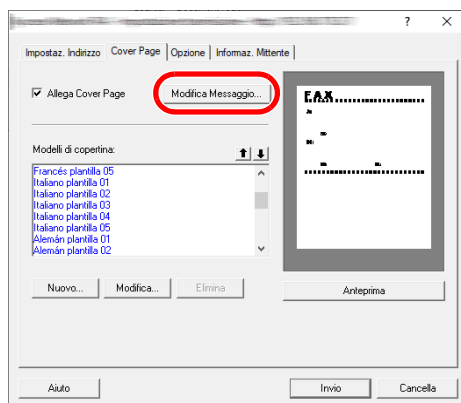 Impostaz. Indirizzo Cover Page Opzione Informaz. Mittente
Allega Cover Page Modifica Messaggio...
Modelli di copertina:
Francés plantilla 05
Italiano plantilla 01
Italiano plantilla 02
Italiano plantilla 03
Italiano plantilla 04
Italiano plantilla 05
Alemán plantilla 01
Alemán plantilla 02
Nuovo... Modifica... Elimina
FAX
Anteprima
Aiuto Invio Cancella